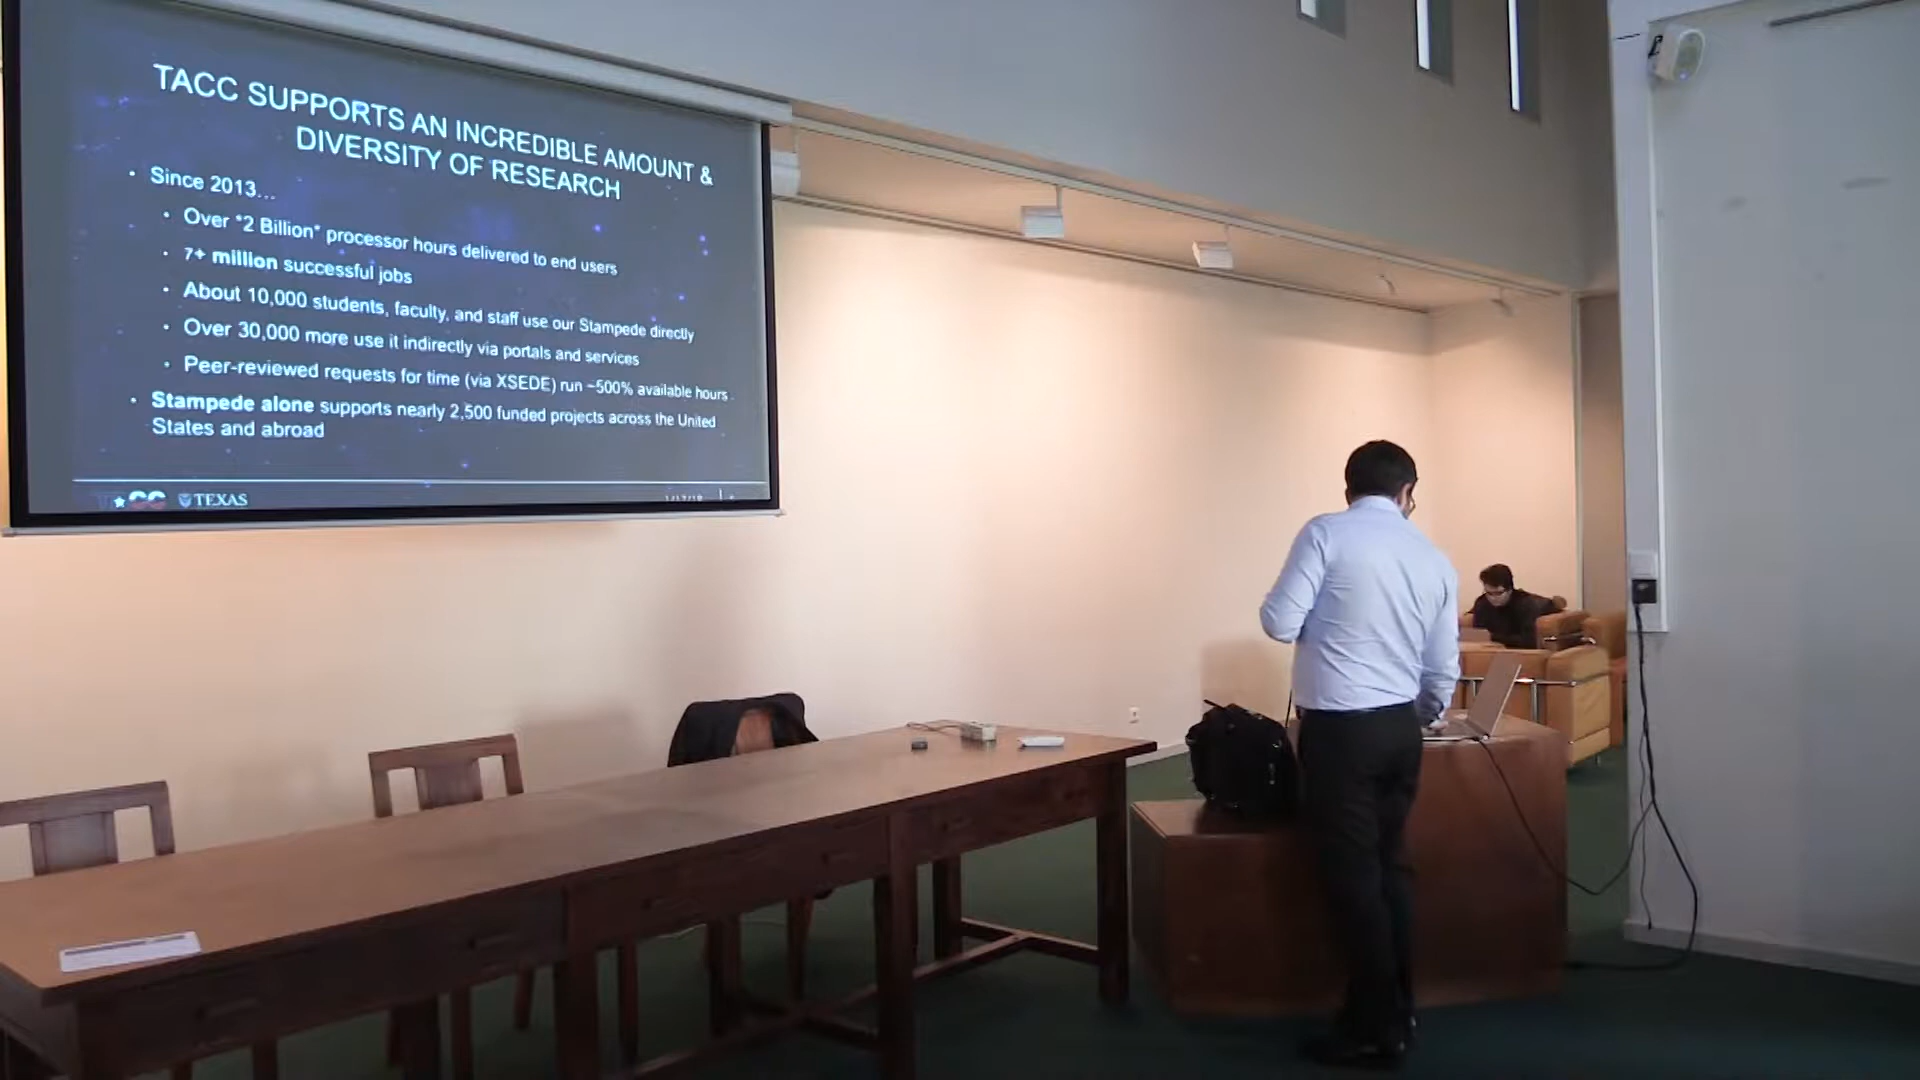 TACC SUPPORTS AN INCREDIBLE AMOUNT &
DIVERSITY OF RESEARCH
• Since 2013...
• Over *2 Billion* processor hours delivered to end users
• 7+ million successful jobs
• About 10,000 students, faculty, and staff use our Stampede directly
• Over 30,000 more use it indirectly via portals and services
• Peer-reviewed requests for time (via XSEDE) run ~500% available hours
• Stampede alone supports nearly 2,500 funded projects across the United
States and abroad
TACC TEXAS